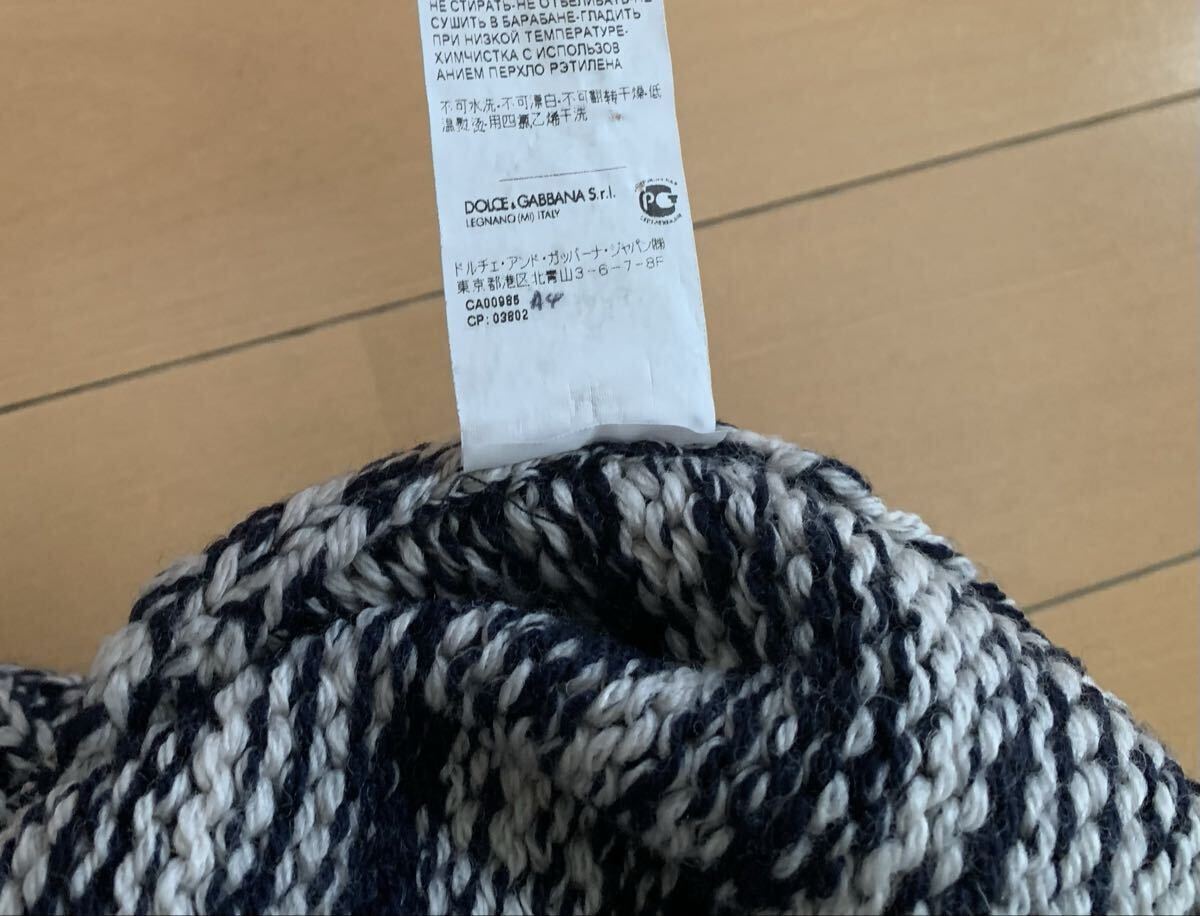 НЕ СТИРАТЬ-НЕ ОТБЕЛИВАТЬ-НЕ
СУШИТЬ В БАРАБАНЕ-ГЛАДИТЬ
ПРИ НИЗКОЙ ТЕМПЕРАТУРЕ-
ХИМЧИСТКА С ИСПОЛЬЗОВ
АНИЕМ ПЕРХЛО РЭТИЛЕНА
不可水洗·不可漂白·不可翻转干燥·低
温熨烫·用四氯乙烯干洗
DOLCE & GABBANA S.r.l.
LEGNANO (MI) ITALY
РСТ
ドルチェ・アンド・ガッバーナ・ジャパン㈱
東京都港区北青山3-6-7-8F
CA00985 A4
CP: 03802